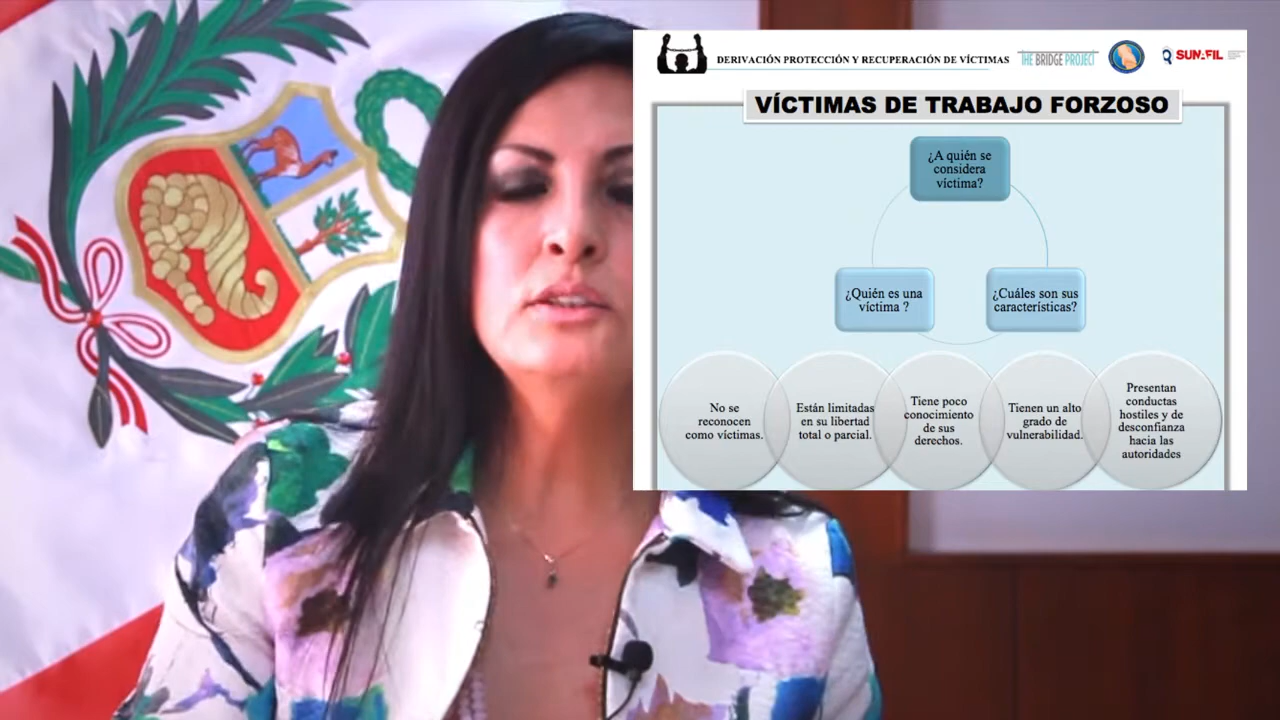 DERIVACIÓN PROTECCIÓN Y RECUPERACIÓN DE VÍCTIMAS
THE BRIDGE PROJECT
SUNAFIL
VÍCTIMAS DE TRABAJO FORZOSO
¿A quién se
considera
víctima?
¿Quién es una
víctima ?
¿Cuáles son sus
características?
No se
reconocen
como víctimas.
Están limitadas
en su libertad
total o parcial.
Tiene poco
conocimiento
de sus
derechos.
Tienen un alto
grado de
vulnerabilidad.
Presentan
conductas
hostiles y de
desconfianza
hacia las
autoridades